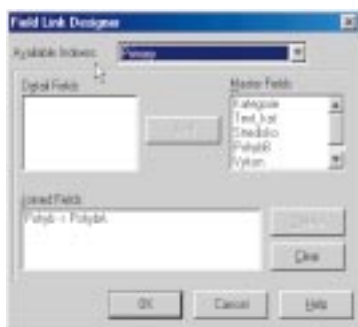 Field Link Designer
Available Indexes: Primary
Detail Fields
Master Fields
Kategorie
Text_kat
Stredisko
PohybB
Vykon
Joined Fields
Pohyb -> PohybA
Clear
OK
Cancel
Help